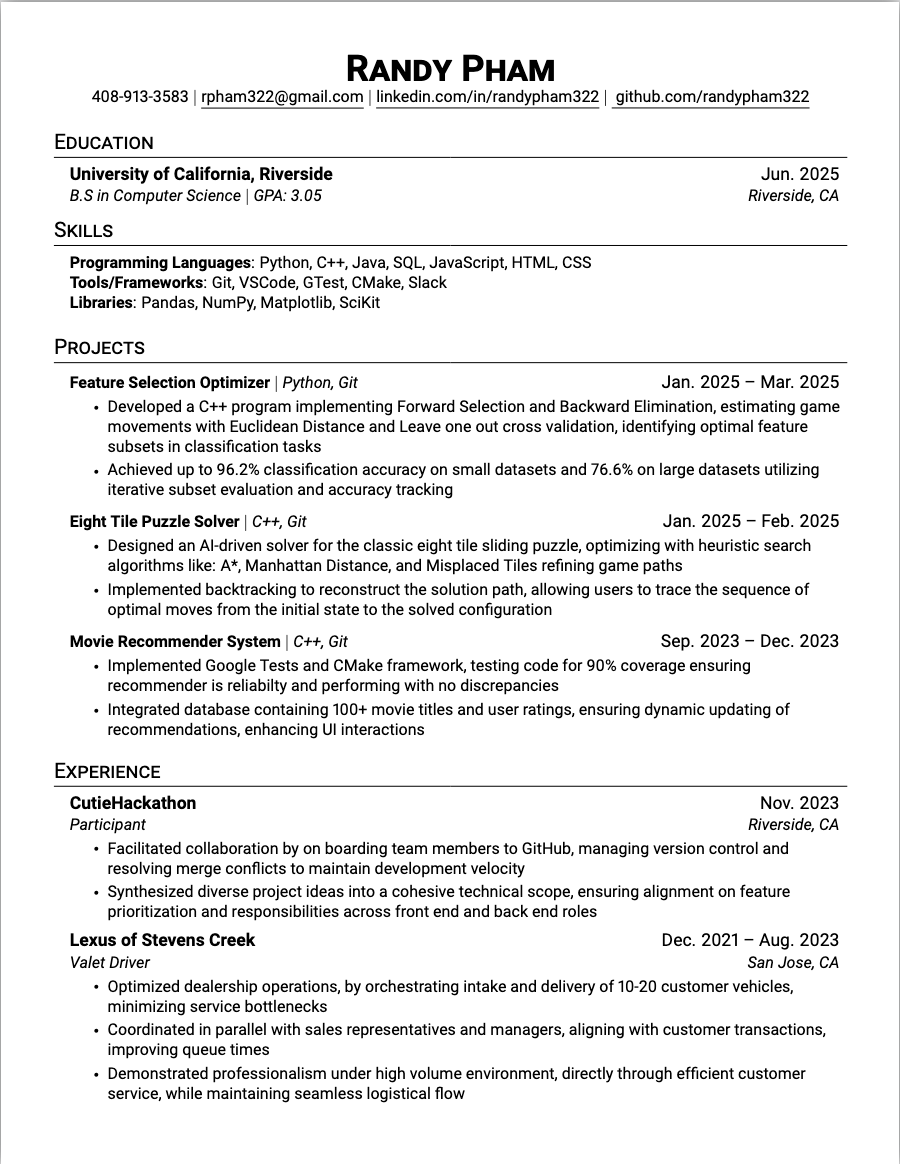 RANDY PHAM
408-913-3583 | rpham322@gmail.com | linkedin.com/in/randypham322 | github.com/randypham322
EDUCATION
University of California, Riverside Jun. 2025
B.S in Computer Science | GPA: 3.05 Riverside, CA
SKILLS
Programming Languages: Python, C++, Java, SQL, JavaScript, HTML, CSS
Tools/Frameworks: Git, VSCode, GTest, CMake, Slack
Libraries: Pandas, NumPy, Matplotlib, SciKit
PROJECTS
Feature Selection Optimizer | Python, Git Jan. 2025 – Mar. 2025
• Developed a C++ program implementing Forward Selection and Backward Elimination, estimating game
movements with Euclidean Distance and Leave one out cross validation, identifying optimal feature
subsets in classification tasks
• Achieved up to 96.2% classification accuracy on small datasets and 76.6% on large datasets utilizing
iterative subset evaluation and accuracy tracking
Eight Tile Puzzle Solver | C++, Git Jan. 2025 – Feb. 2025
• Designed an AI-driven solver for the classic eight tile sliding puzzle, optimizing with heuristic search
algorithms like: A*, Manhattan Distance, and Misplaced Tiles refining game paths
• Implemented backtracking to reconstruct the solution path, allowing users to trace the sequence of
optimal moves from the initial state to the solved configuration
Movie Recommender System | C++, Git Sep. 2023 – Dec. 2023
• Implemented Google Tests and CMake framework, testing code for 90% coverage ensuring
recommender is reliabilty and performing with no discrepancies
• Integrated database containing 100+ movie titles and user ratings, ensuring dynamic updating of
recommendations, enhancing UI interactions
EXPERIENCE
CutieHackathon Nov. 2023
Participant Riverside, CA
• Facilitated collaboration by on boarding team members to GitHub, managing version control and
resolving merge conflicts to maintain development velocity
• Synthesized diverse project ideas into a cohesive technical scope, ensuring alignment on feature
prioritization and responsibilities across front end and back end roles
Lexus of Stevens Creek Dec. 2021 – Aug. 2023
Valet Driver San Jose, CA
• Optimized dealership operations, by orchestrating intake and delivery of 10-20 customer vehicles,
minimizing service bottlenecks
• Coordinated in parallel with sales representatives and managers, aligning with customer transactions,
improving queue times
• Demonstrated professionalism under high volume environment, directly through efficient customer
service, while maintaining seamless logistical flow